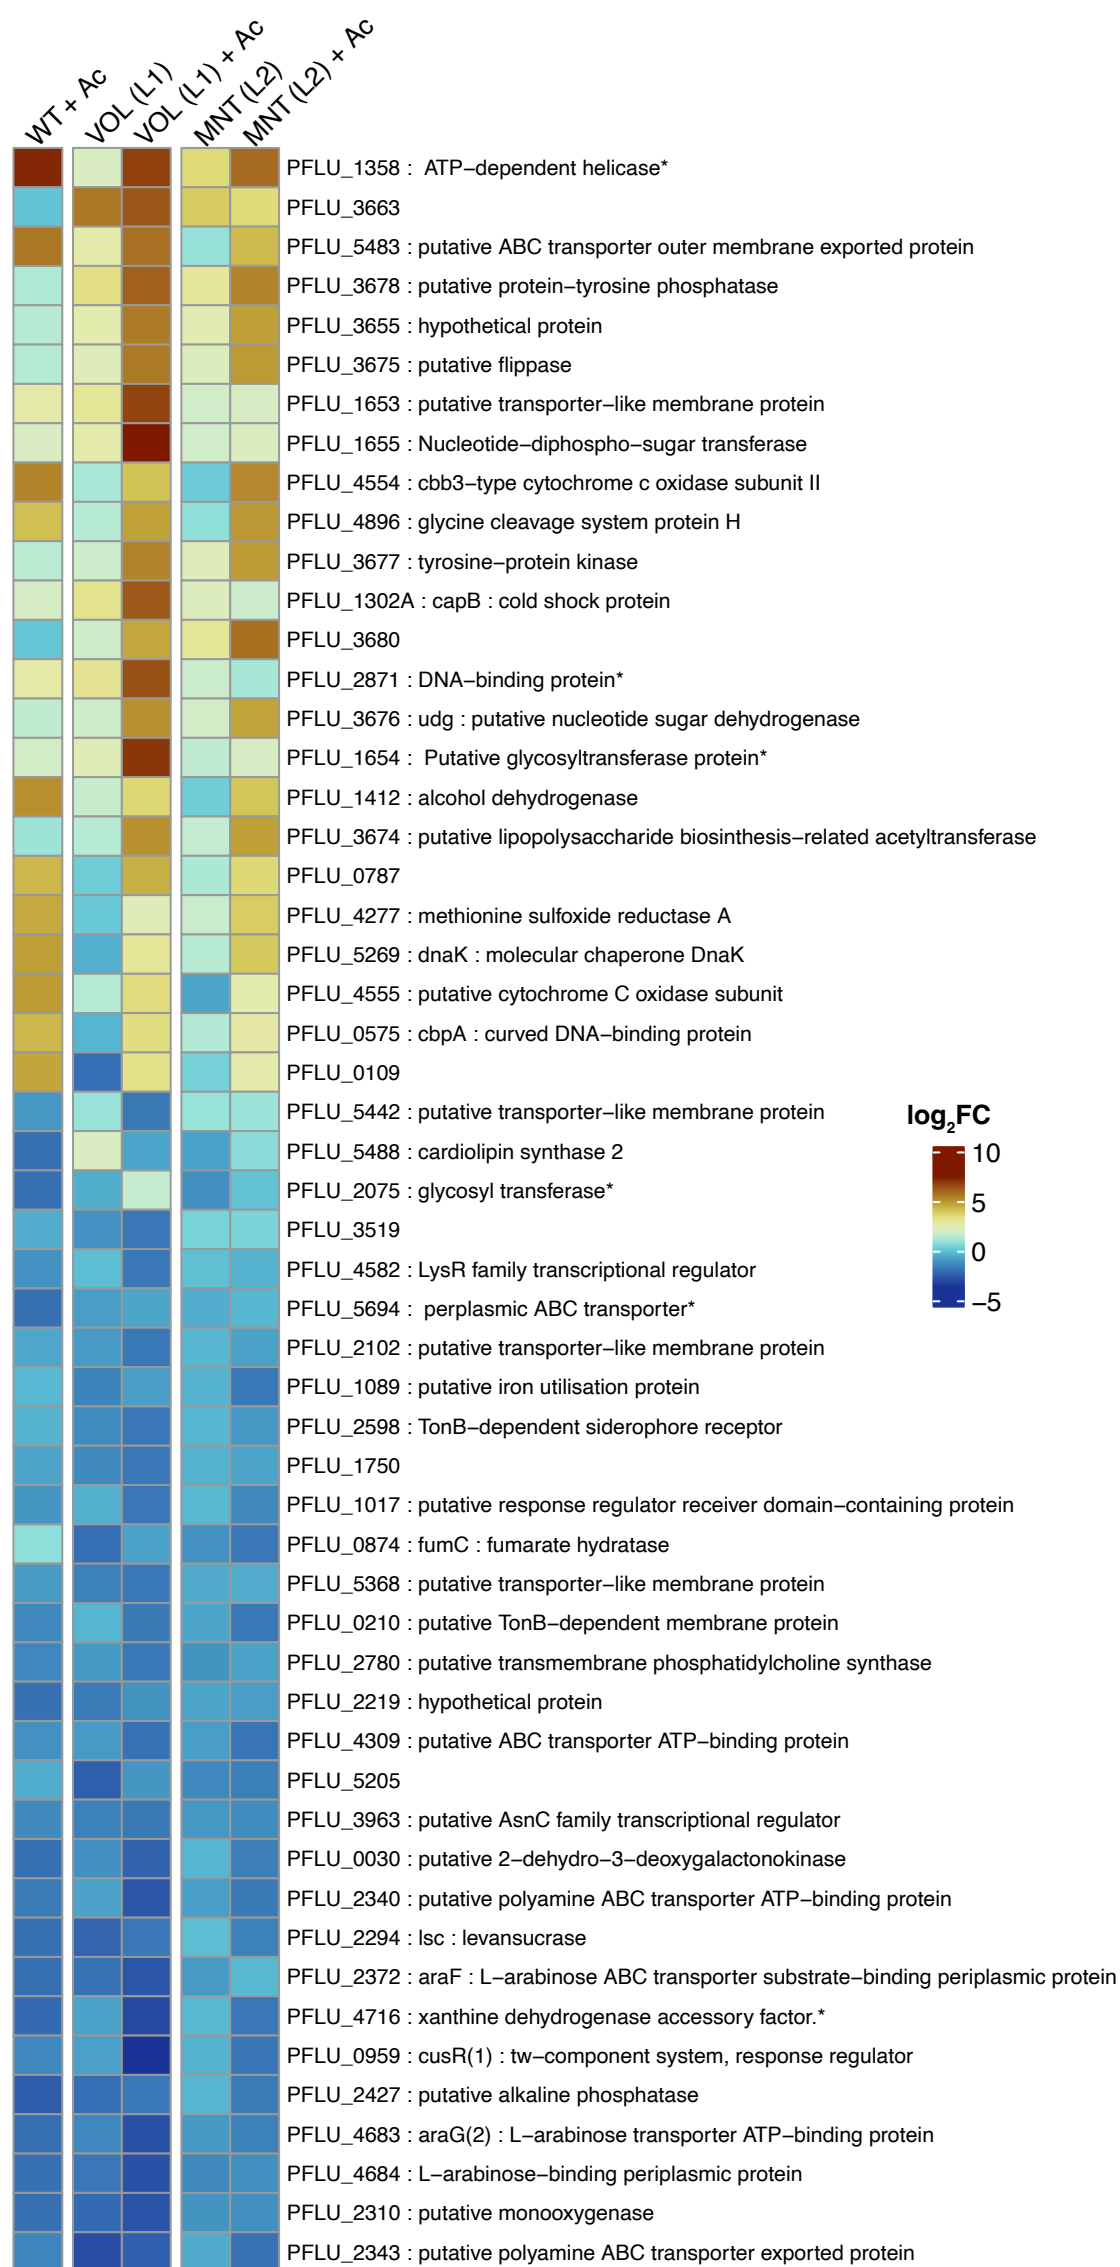 WT + Ac
VOL (L1)
VOL (L1) + Ac
MNT (L2)
MNT (L2) + Ac
PFLU_1358 : ATP−dependent helicase*
PFLU_3663
PFLU_5483 : putative ABC transporter outer membrane exported protein
PFLU_3678 : putative protein−tyrosine phosphatase
PFLU_3655 : hypothetical protein
PFLU_3675 : putative flippase
PFLU_1653 : putative transporter−like membrane protein
PFLU_1655 : Nucleotide−diphospho−sugar transferase
PFLU_4554 : cbb3−type cytochrome c oxidase subunit II
PFLU_4896 : glycine cleavage system protein H
PFLU_3677 : tyrosine−protein kinase
PFLU_1302A : capB : cold shock protein
PFLU_3680
PFLU_2871 : DNA−binding protein*
PFLU_3676 : udg : putative nucleotide sugar dehydrogenase
PFLU_1654 : Putative glycosyltransferase protein*
PFLU_1412 : alcohol dehydrogenase
PFLU_3674 : putative lipopolysaccharide biosinthesis−related acetyltransferase
PFLU_0787
PFLU_4277 : methionine sulfoxide reductase A
PFLU_5269 : dnaK : molecular chaperone DnaK
PFLU_4555 : putative cytochrome C oxidase subunit
PFLU_0575 : cbpA : curved DNA−binding protein
PFLU_0109
PFLU_5442 : putative transporter−like membrane protein
PFLU_5488 : cardiolipin synthase 2
PFLU_2075 : glycosyl transferase*
PFLU_3519
PFLU_4582 : LysR family transcriptional regulator
PFLU_5694 : perplasmic ABC transporter*
PFLU_2102 : putative transporter−like membrane protein
PFLU_1089 : putative iron utilisation protein
PFLU_2598 : TonB−dependent siderophore receptor
PFLU_1750
PFLU_1017 : putative response regulator receiver domain−containing protein
PFLU_0874 : fumC : fumarate hydratase
PFLU_5368 : putative transporter−like membrane protein
PFLU_0210 : putative TonB−dependent membrane protein
PFLU_2780 : putative transmembrane phosphatidylcholine synthase
PFLU_2219 : hypothetical protein
PFLU_4309 : putative ABC transporter ATP−binding protein
PFLU_5205
PFLU_3963 : putative AsnC family transcriptional regulator
PFLU_0030 : putative 2−dehydro−3−deoxygalactonokinase
PFLU_2340 : putative polyamine ABC transporter ATP−binding protein
PFLU_2294 : lsc : levansucrase
PFLU_2372 : araF : L−arabinose ABC transporter substrate−binding periplasmic protein
PFLU_4716 : xanthine dehydrogenase accessory factor.*
PFLU_0959 : cusR(1) : tw−component system, response regulator
PFLU_2427 : putative alkaline phosphatase
PFLU_4683 : araG(2) : L−arabinose transporter ATP−binding protein
PFLU_4684 : L−arabinose−binding periplasmic protein
PFLU_2310 : putative monooxygenase
PFLU_2343 : putative polyamine ABC transporter exported protein
log₂FC
10
5
0
−5